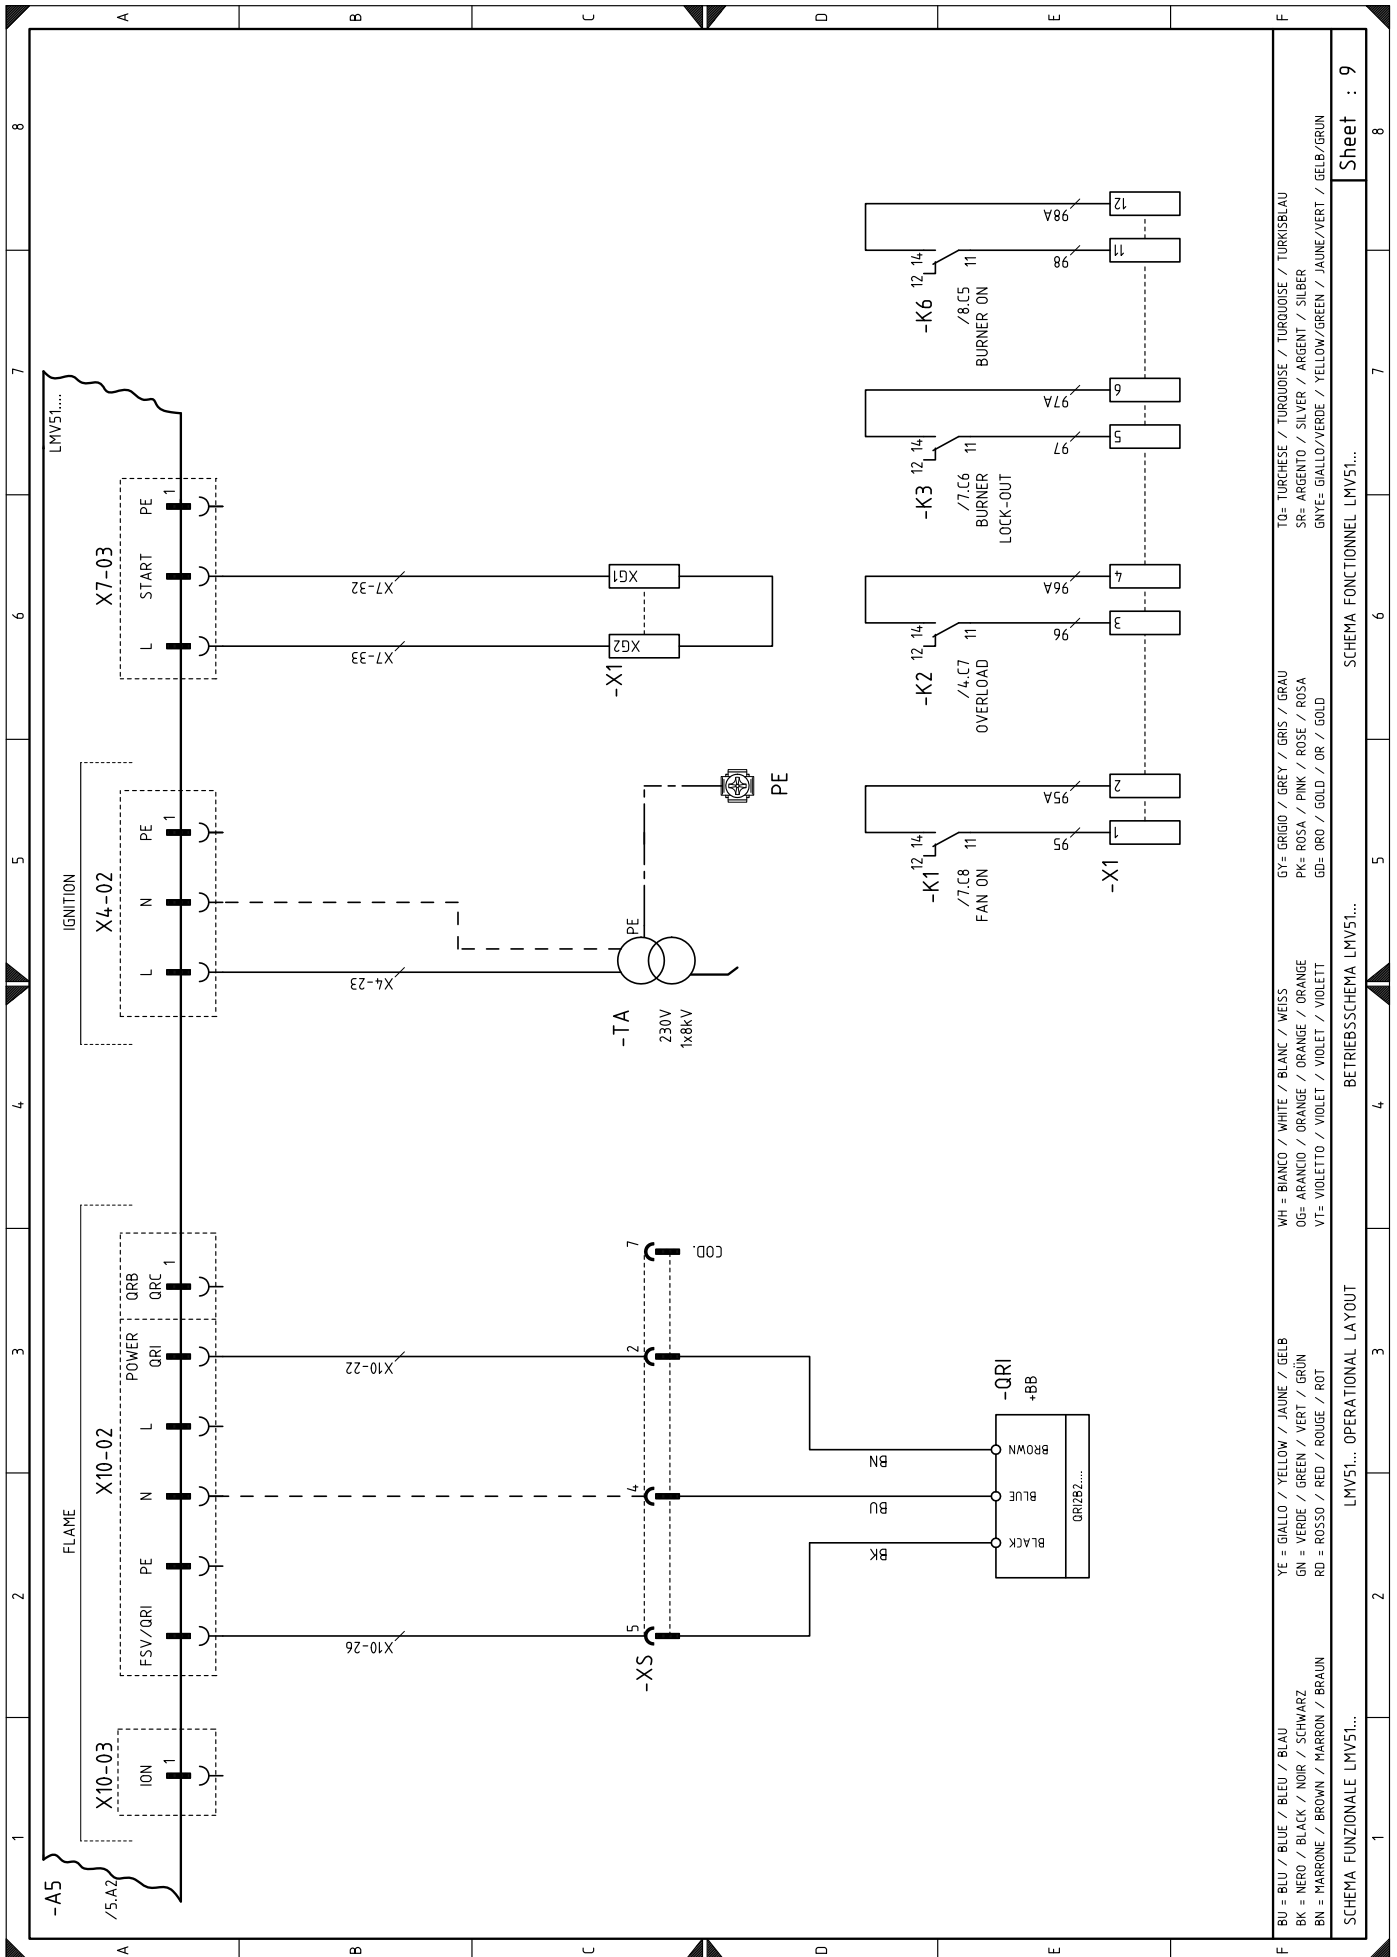 1 2 3 4 5 6 7 8
A B C D E F
-A5
/5.A2
LMV51....
FLAME
X10-03
ION
1
X10-02
FSV/QRI
PE
N
L
POWER
QRI
QRB
QRC
1
IGNITION
X4-02
L
N
PE
1
X7-03
L
START
PE
1
X10-26
X10-22
X4-23
X7-33
X7-32
-XS
5
4
2
7
COD.
-TA
230V
1x8kV
PE
PE
-X1
XG2
XG1
BK
BU
BN
BLACK
BLUE
BROWN
QRI2B2....
-QRI
+BB
-K1
12 14
/7.C8
11
FAN ON
95
95A
-K2
12 14
/4.C7
11
OVERLOAD
96
96A
-K3
12 14
/7.C6
11
BURNER
LOCK-OUT
97
97A
-K6
12 14
/8.C5
11
BURNER ON
98
98A
-X1
1
2
3
4
5
6
11
12
BU = BLU / BLUE / BLEU / BLAU
BK = NERO / BLACK / NOIR / SCHWARZ
BN = MARRONE / BROWN / MARRON / BRAUN
YE = GIALLO / YELLOW / JAUNE / GELB
GN = VERDE / GREEN / VERT / GRÜN
RD = ROSSO / RED / ROUGE / ROT
WH = BIANCO / WHITE / BLANC / WEISS
OG= ARANCIO / ORANGE / ORANGE / ORANGE
VT= VIOLETTO / VIOLET / VIOLET / VIOLETT
GY= GRIGIO / GREY / GRIS / GRAU
PK= ROSA / PINK / ROSE / ROSA
GD= ORO / GOLD / OR / GOLD
TQ= TURCHESE / TURQUOISE / TURQUOISE / TURKISBLAU
SR= ARGENTO / SILVER / ARGENT / SILBER
GNYE= GIALLO/VERDE / YELLOW/GREEN / JAUNE/VERT / GELB/GRUN
SCHEMA FUNZIONALE LMV51...
LMV51... OPERATIONAL LAYOUT
BETRIEBSSCHEMA LMV51...
SCHEMA FONCTIONNEL LMV51...
Sheet : 9
1 2 3 4 5 6 7 8
A B C D E F